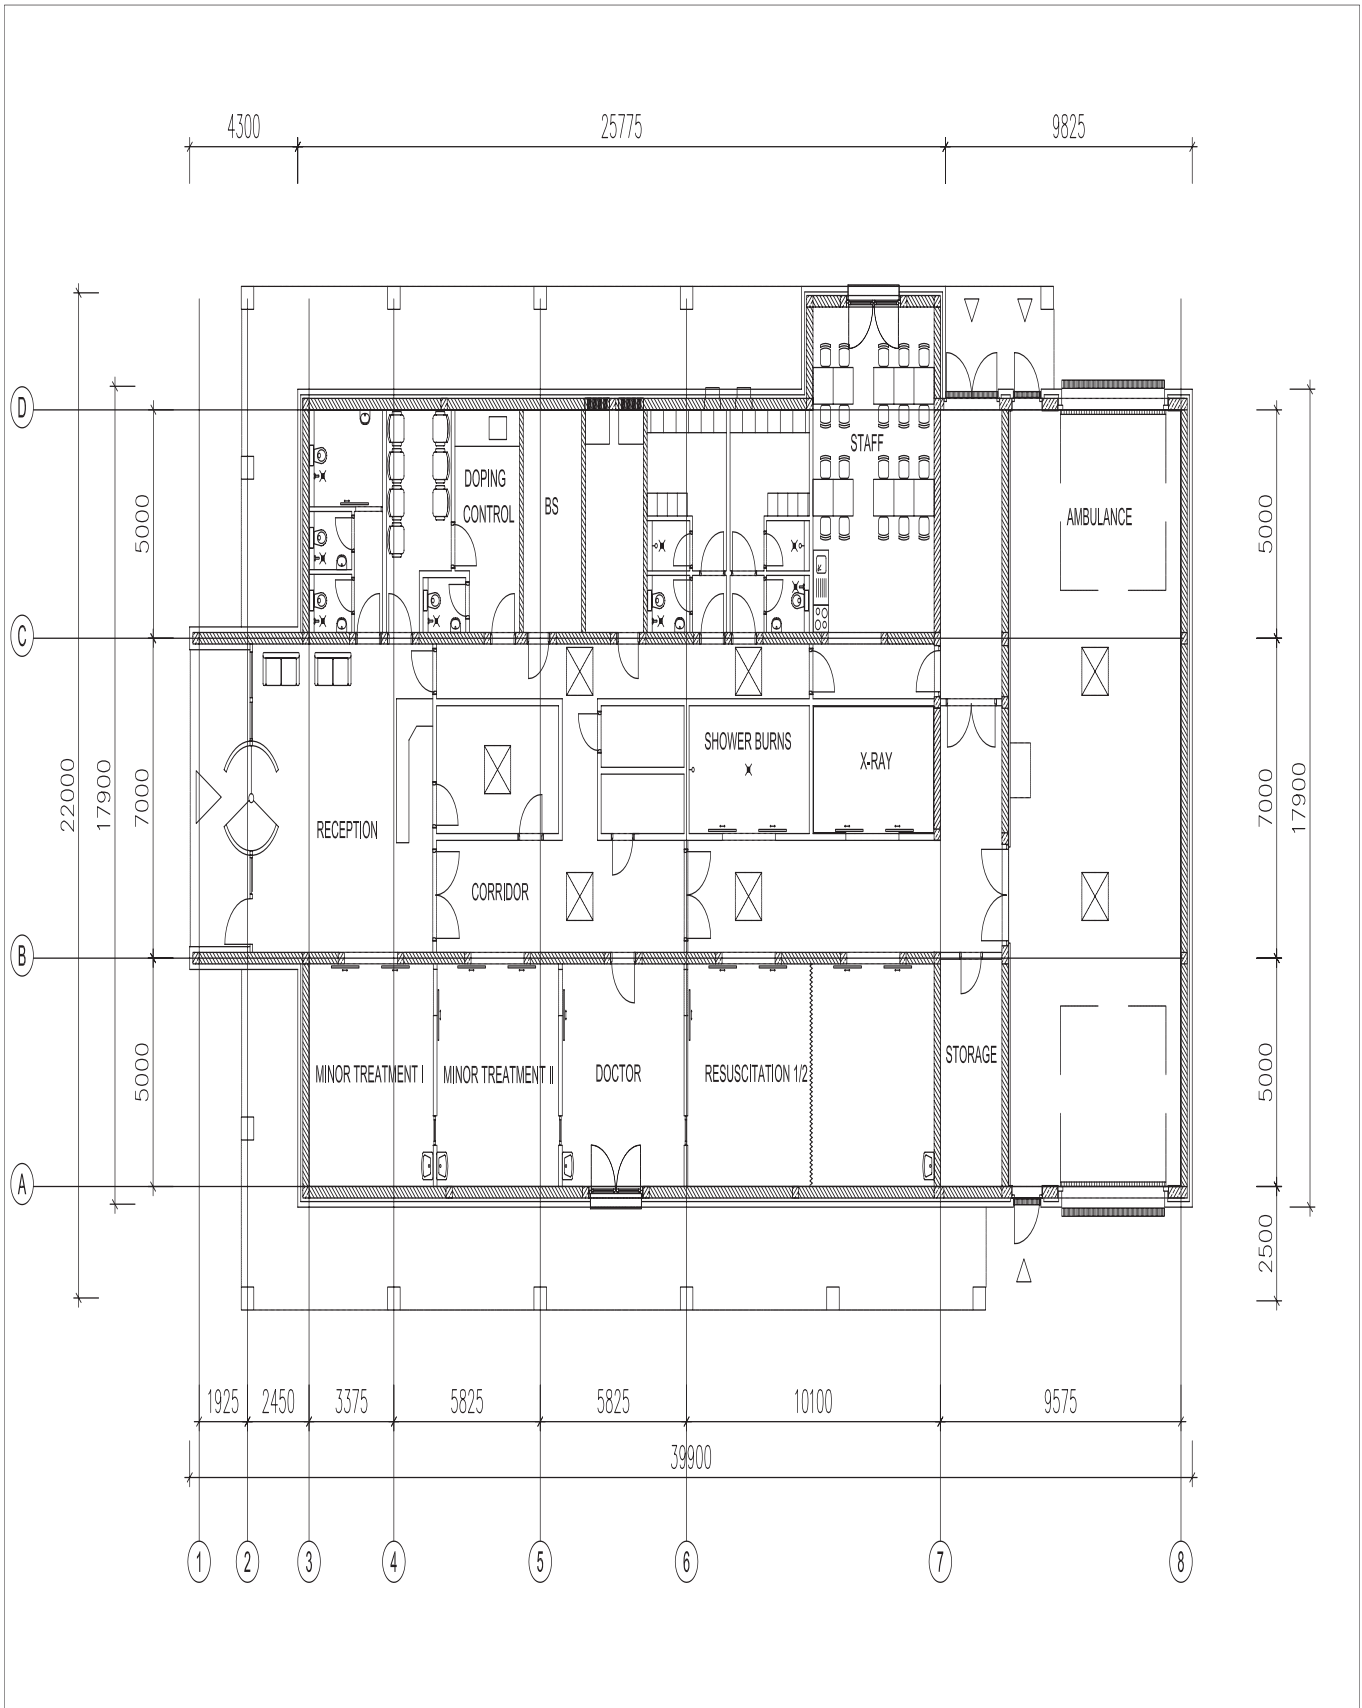 4300 25775 9825
D
STAFF
DOPING
CONTROL
BS
AMBULANCE
5000 5000
C
SHOWER BURNS
X-RAY
22000 17900 7000 7000 17900
RECEPTION
CORRIDOR
B
STORAGE
MINOR TREATMENT I MINOR TREATMENT II DOCTOR RESUSCITATION 1/2
5000 5000
A
2500
1925 2450 3375 5825 5825 10100 9575
39900
1 2 3 4 5 6 7 8